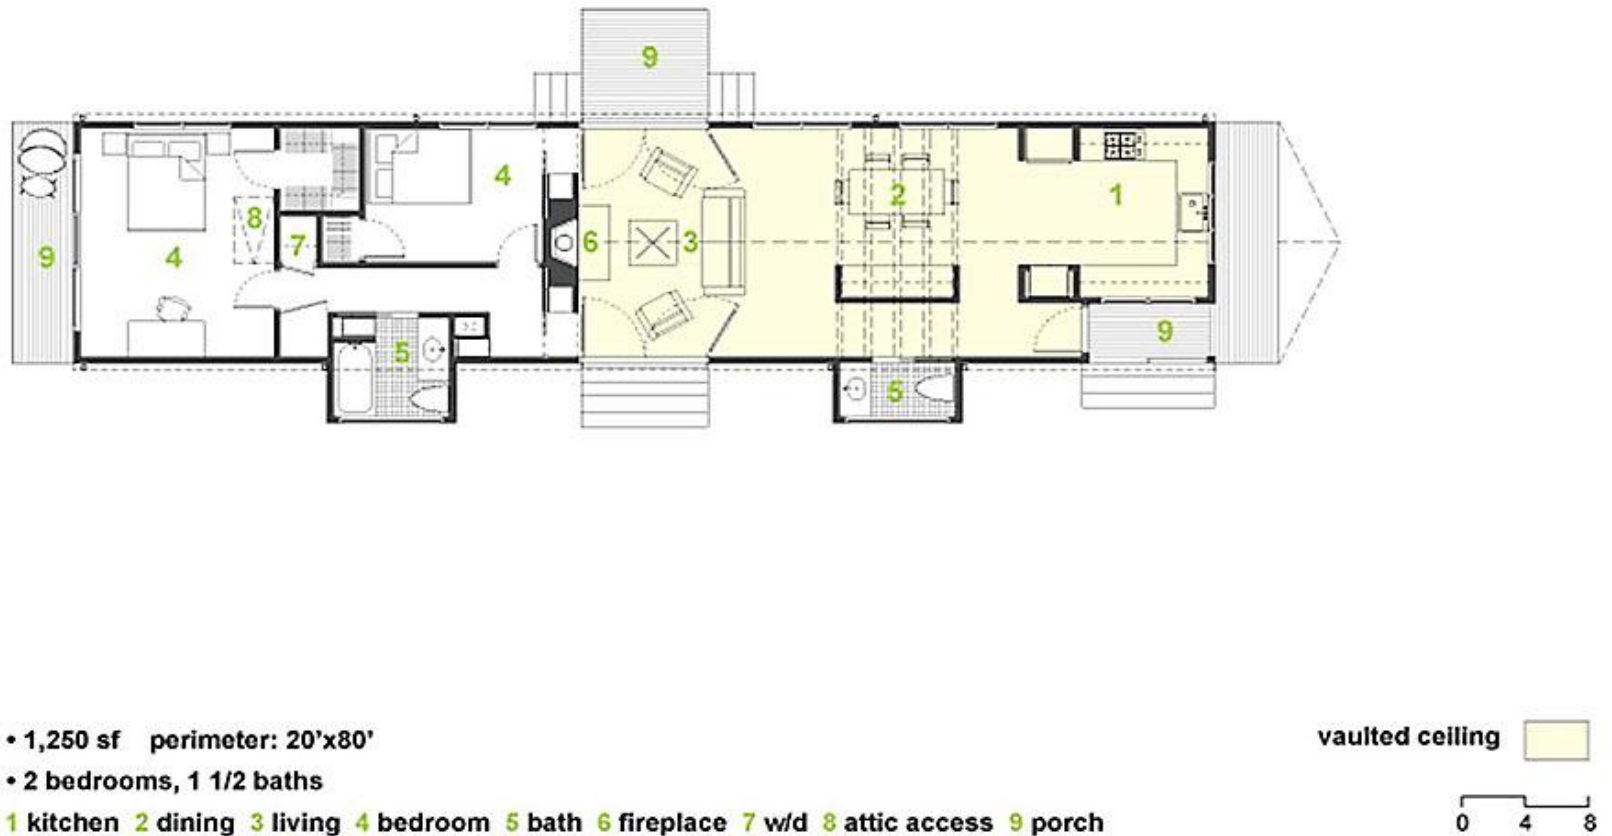 9
4
8
7
4
9
6
3
2
1
5
5
9
• 1,250 sf perimeter: 20'x80'
• 2 bedrooms, 1 1/2 baths
1 kitchen 2 dining 3 living 4 bedroom 5 bath 6 fireplace 7 w/d 8 attic access 9 porch
vaulted ceiling
0 4 8